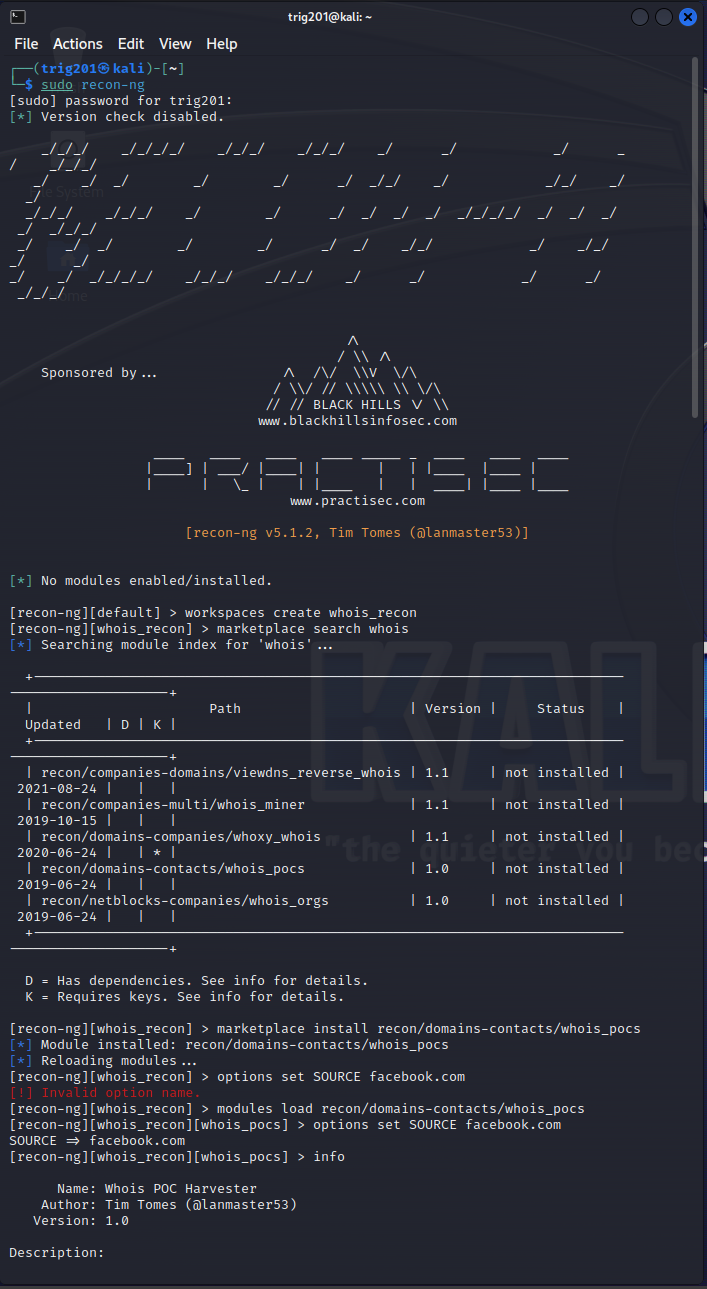 trig201@kali: ~
File Actions Edit View Help
┌──(trig201㉿kali)-[~]
└─$ sudo recon-ng
[sudo] password for trig201:
[*] Version check disabled.
    _/_/_/    _/_/_/_/    _/_/_/    _/_/_/    _/      _/            _/      _
/    _/_/_/
   _/    _/  _/        _/        _/      _/  _/_/    _/            _/_/    _/
  _/
  _/_/_/    _/_/_/    _/        _/      _/  _/  _/  _/  _/_/_/_/  _/  _/  _/
 _/  _/_/_/
 _/    _/  _/        _/        _/      _/  _/    _/_/            _/    _/_/
_/      _/
_/    _/  _/_/_/_/    _/_/_/    _/_/_/    _/      _/            _/      _/
 _/_/_/
/\
/ \\ /\
Sponsored by... /\ /\/ \\V \/\
/ \\/ // \\\\\ \\ \/\
// // BLACK HILLS \/ \\
www.blackhillsinfosec.com
PRACTISEC
www.practisec.com
[recon-ng v5.1.2, Tim Tomes (@lanmaster53)]
[*] No modules enabled/installed.
[recon-ng][default] > workspaces create whois_recon
[recon-ng][whois_recon] > marketplace search whois
[*] Searching module index for 'whois'...
| Path | Version | Status |
Updated | D | K |
| recon/companies-domains/viewdns_reverse_whois | 1.1 | not installed |
2021-08-24 | | |
| recon/companies-multi/whois_miner | 1.1 | not installed |
2019-10-15 | | |
| recon/domains-companies/whoxy_whois | 1.1 | not installed |
2020-06-24 | | * |
| recon/domains-contacts/whois_pocs | 1.0 | not installed |
2019-06-24 | | |
| recon/netblocks-companies/whois_orgs | 1.0 | not installed |
2019-06-24 | | |
D = Has dependencies. See info for details.
K = Requires keys. See info for details.
[recon-ng][whois_recon] > marketplace install recon/domains-contacts/whois_pocs
[*] Module installed: recon/domains-contacts/whois_pocs
[*] Reloading modules...
[recon-ng][whois_recon] > options set SOURCE facebook.com
[!] Invalid option name.
[recon-ng][whois_recon] > modules load recon/domains-contacts/whois_pocs
[recon-ng][whois_recon][whois_pocs] > options set SOURCE facebook.com
SOURCE => facebook.com
[recon-ng][whois_recon][whois_pocs] > info
Name: Whois POC Harvester
Author: Tim Tomes (@lanmaster53)
Version: 1.0
Description:
KALI
"the quieter you bec
System
Home